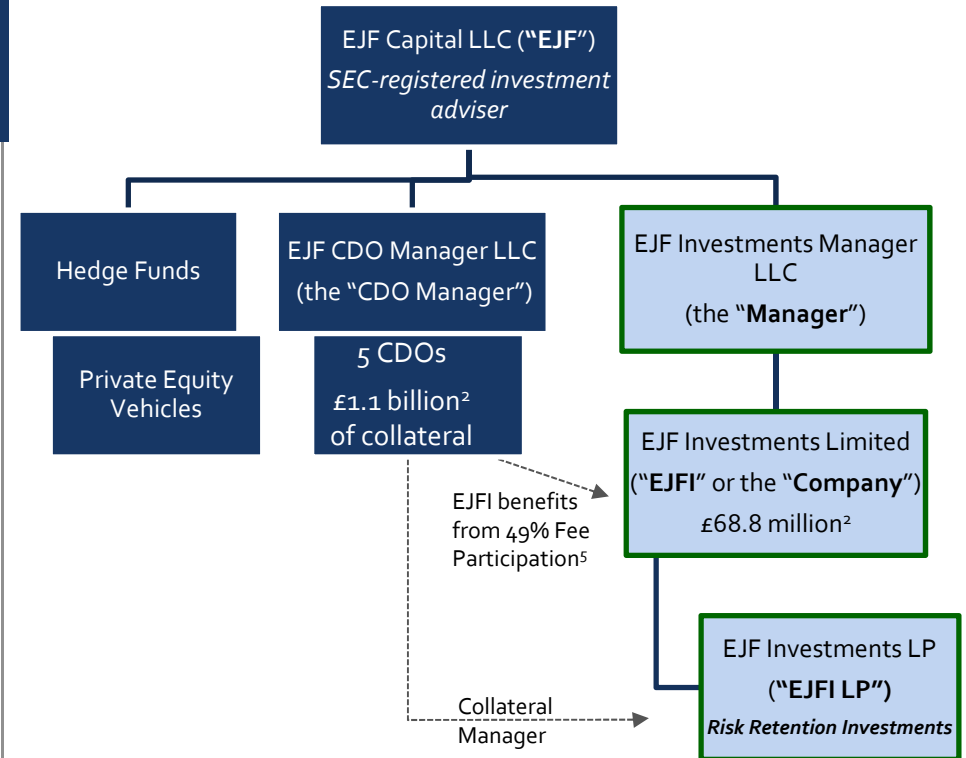 EJF Capital LLC (“EJF”)
SEC-registered investment
adviser
Hedge Funds
EJF CDO Manager LLC
(the “CDO Manager”)
EJF Investments Manager
LLC
(the “Manager”)
Private Equity
Vehicles
5 CDOs
£1.1 billion²
of collateral
EJF Investments Limited
(“EJFI” or the “Company”)
£68.8 million²
EJFI benefits
from 49% Fee
Participation⁵
EJF Investments LP
(“EJFI LP”)
Risk Retention Investments
Collateral
Manager